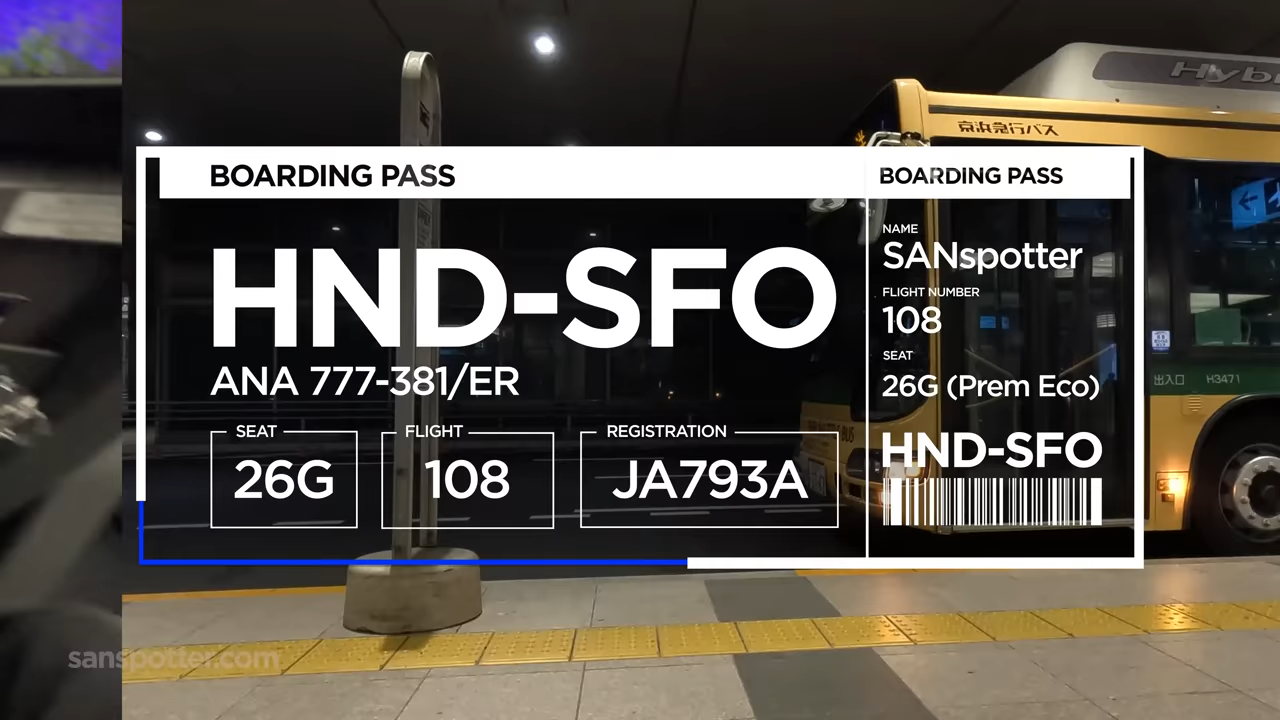 Hybr
京浜急行バス
BOARDING PASS
HND-SFO
ANA 777-381/ER
SEAT
26G
FLIGHT
108
REGISTRATION
JA793A
BOARDING PASS
NAME
SANspotter
FLIGHT NUMBER
108
SEAT
26G (Prem Eco)
HND-SFO
出入口 H3471
BUS
sanspotter.com